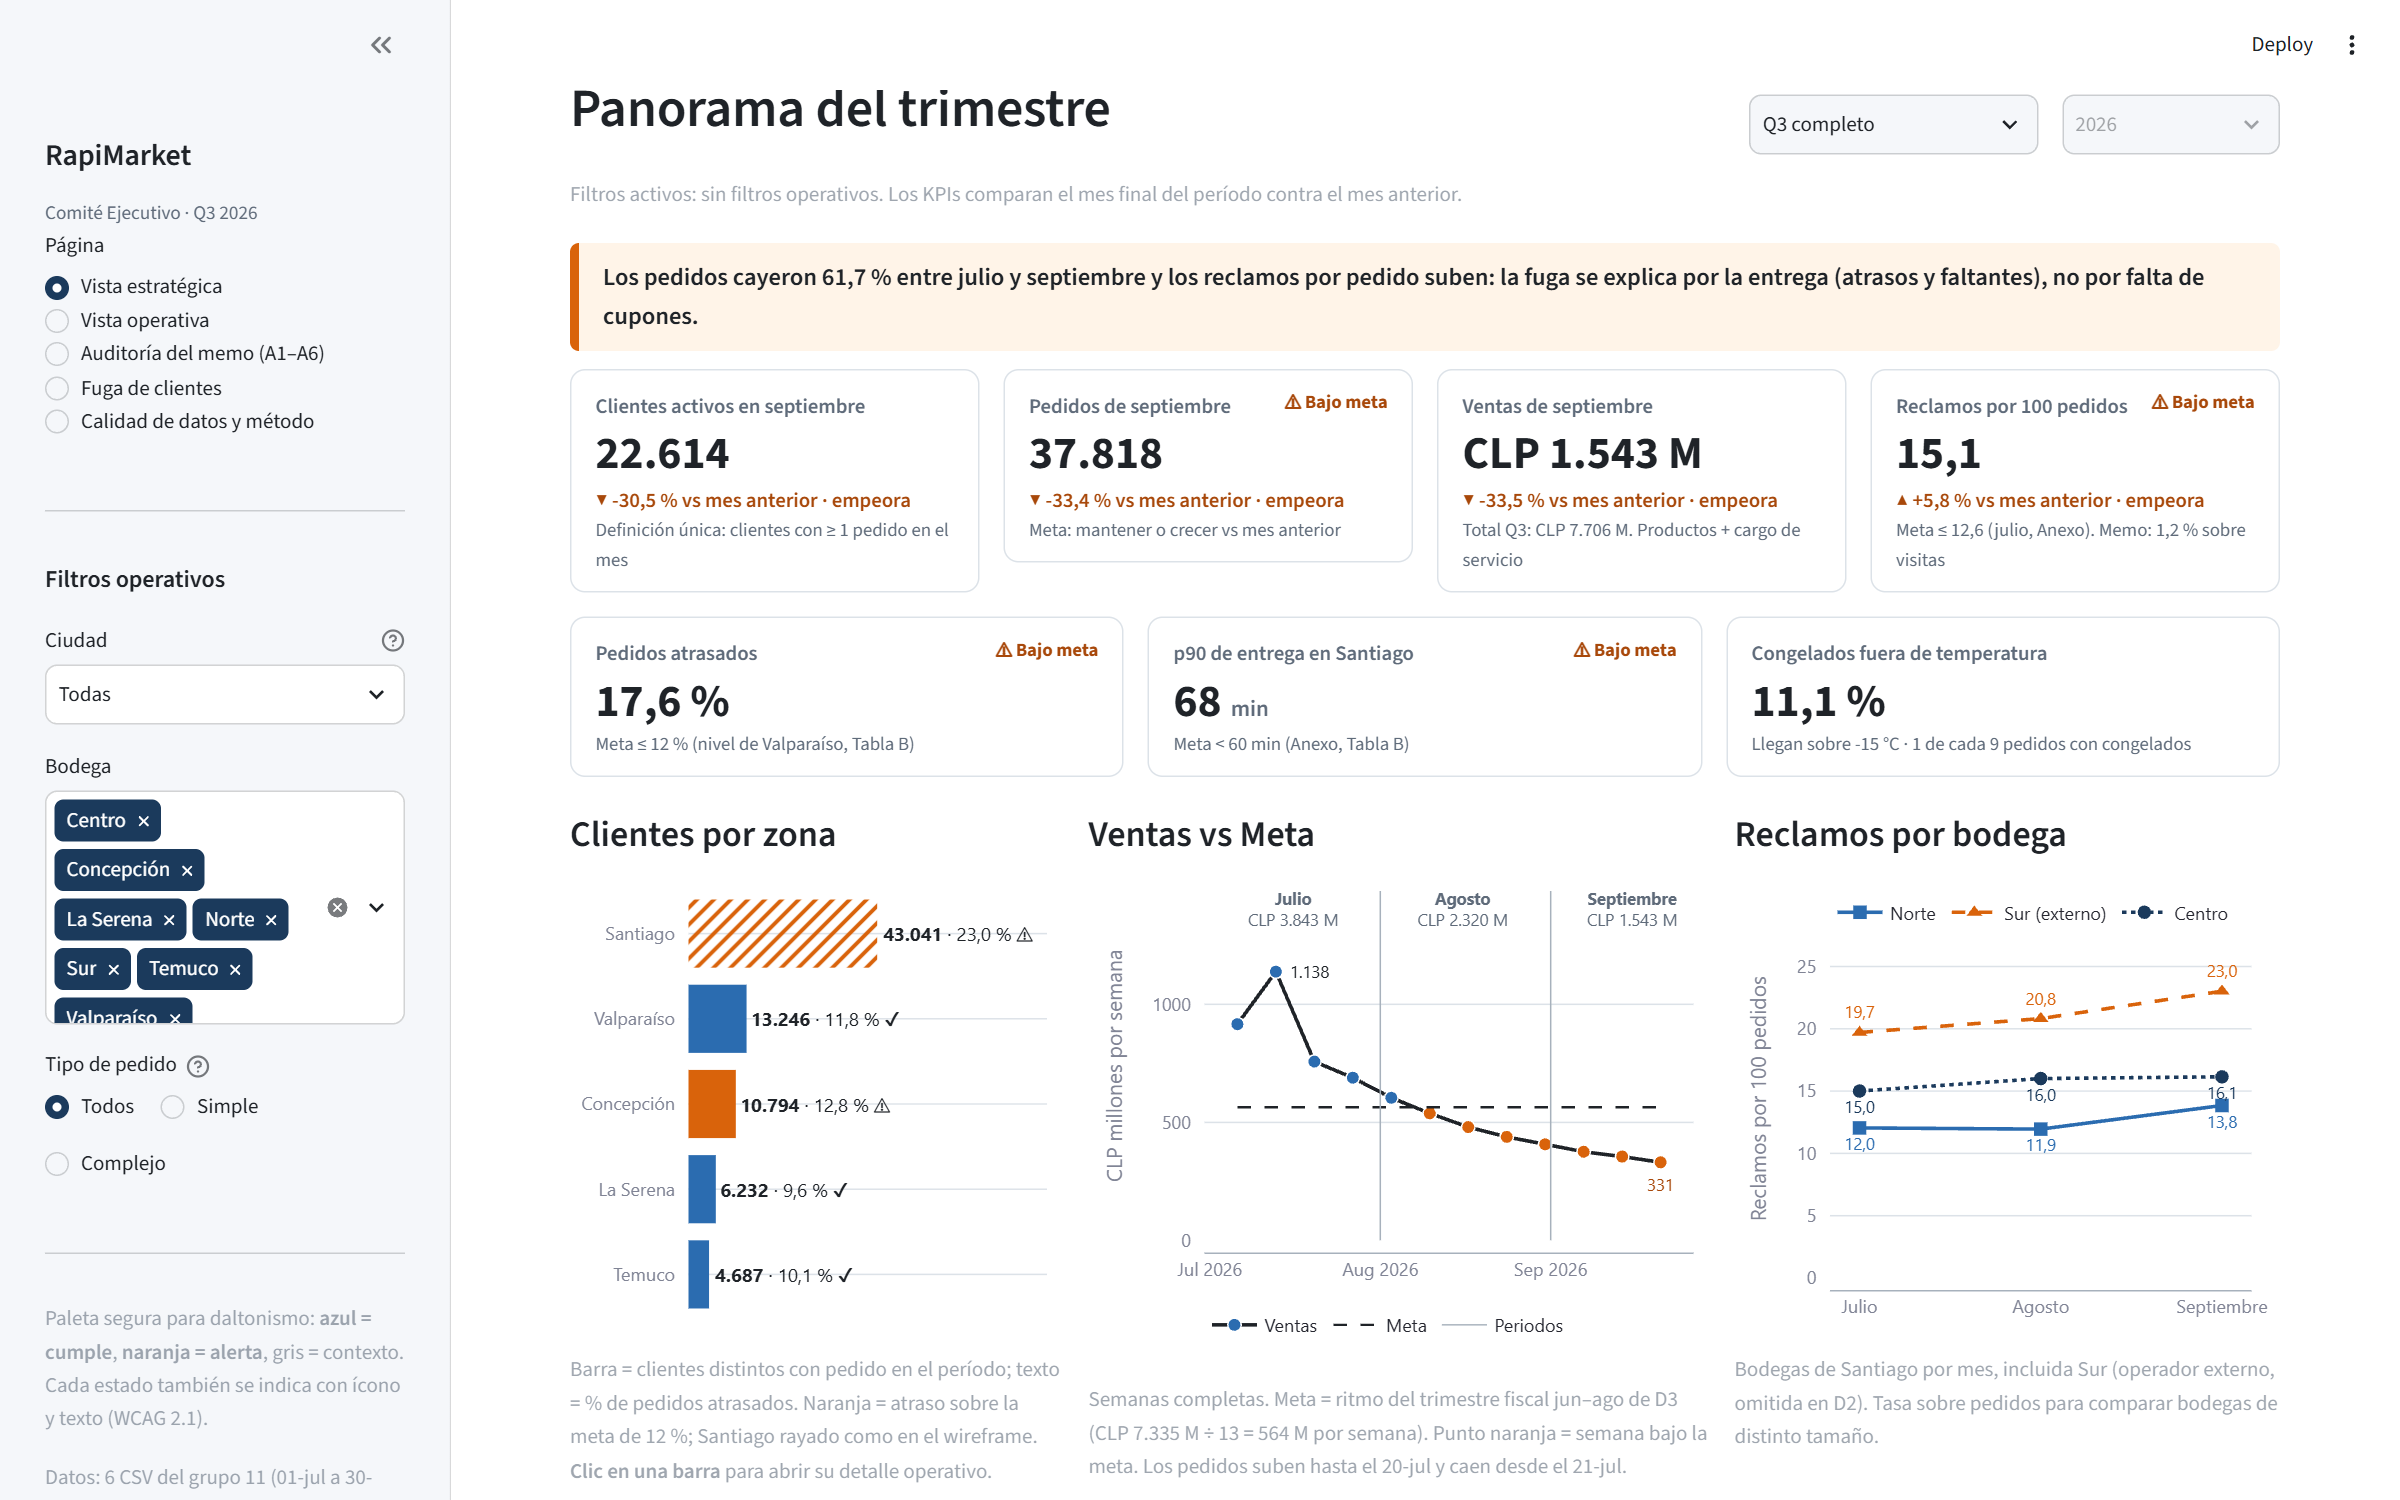 Deploy
RapiMarket
Comité Ejecutivo · Q3 2026
Página
Vista estratégica
Vista operativa
Auditoría del memo (A1–A6)
Fuga de clientes
Calidad de datos y método
Filtros operativos
Ciudad
Todas
Bodega
Centro
Concepción
La Serena
Norte
Sur
Temuco
Valparaíso
Tipo de pedido
Todos
Simple
Complejo
Paleta segura para daltonismo: azul =
cumple, naranja = alerta, gris = contexto.
Cada estado también se indica con ícono
y texto (WCAG 2.1).
Datos: 6 CSV del grupo 11 (01-jul a 30-
Panorama del trimestre
Q3 completo
2026
Filtros activos: sin filtros operativos. Los KPIs comparan el mes final del período contra el mes anterior.
Los pedidos cayeron 61,7 % entre julio y septiembre y los reclamos por pedido suben: la fuga se explica por la entrega (atrasos y faltantes), no por falta de
cupones.
Clientes activos en septiembre
22.614
▼ -30,5 % vs mes anterior · empeora
Definición única: clientes con ≥ 1 pedido en el
mes
Pedidos de septiembre
⚠ Bajo meta
37.818
▼ -33,4 % vs mes anterior · empeora
Meta: mantener o crecer vs mes anterior
Ventas de septiembre
CLP 1.543 M
▼ -33,5 % vs mes anterior · empeora
Total Q3: CLP 7.706 M. Productos + cargo de
servicio
Reclamos por 100 pedidos
⚠ Bajo meta
15,1
▲ +5,8 % vs mes anterior · empeora
Meta ≤ 12,6 (julio, Anexo). Memo: 1,2 % sobre
visitas
Pedidos atrasados
⚠ Bajo meta
17,6 %
Meta ≤ 12 % (nivel de Valparaíso, Tabla B)
p90 de entrega en Santiago
⚠ Bajo meta
68 min
Meta < 60 min (Anexo, Tabla B)
Congelados fuera de temperatura
11,1 %
Llegan sobre -15 °C · 1 de cada 9 pedidos con congelados
Clientes por zona
Santiago
43.041 · 23,0 % ⚠
Valparaíso
13.246 · 11,8 % ✓
Concepción
10.794 · 12,8 % ⚠
La Serena
6.232 · 9,6 % ✓
Temuco
4.687 · 10,1 % ✓
Barra = clientes distintos con pedido en el período; texto
= % de pedidos atrasados. Naranja = atraso sobre la
meta de 12 %; Santiago rayado como en el wireframe.
Clic en una barra para abrir su detalle operativo.
Ventas vs Meta
Julio
CLP 3.843 M
Agosto
CLP 2.320 M
Septiembre
CLP 1.543 M
CLP millones por semana
1000
500
0
1.138
331
Jul 2026
Aug 2026
Sep 2026
Ventas
Meta
Periodos
Semanas completas. Meta = ritmo del trimestre fiscal jun–ago de D3
(CLP 7.335 M ÷ 13 = 564 M por semana). Punto naranja = semana bajo la
meta. Los pedidos suben hasta el 20-jul y caen desde el 21-jul.
Reclamos por bodega
Norte
Sur (externo)
Centro
Reclamos por 100 pedidos
25
20
15
10
5
0
19,7
20,8
23,0
15,0
16,0
16,1
12,0
11,9
13,8
Julio
Agosto
Septiembre
Bodegas de Santiago por mes, incluida Sur (operador externo,
omitida en D2). Tasa sobre pedidos para comparar bodegas de
distinto tamaño.